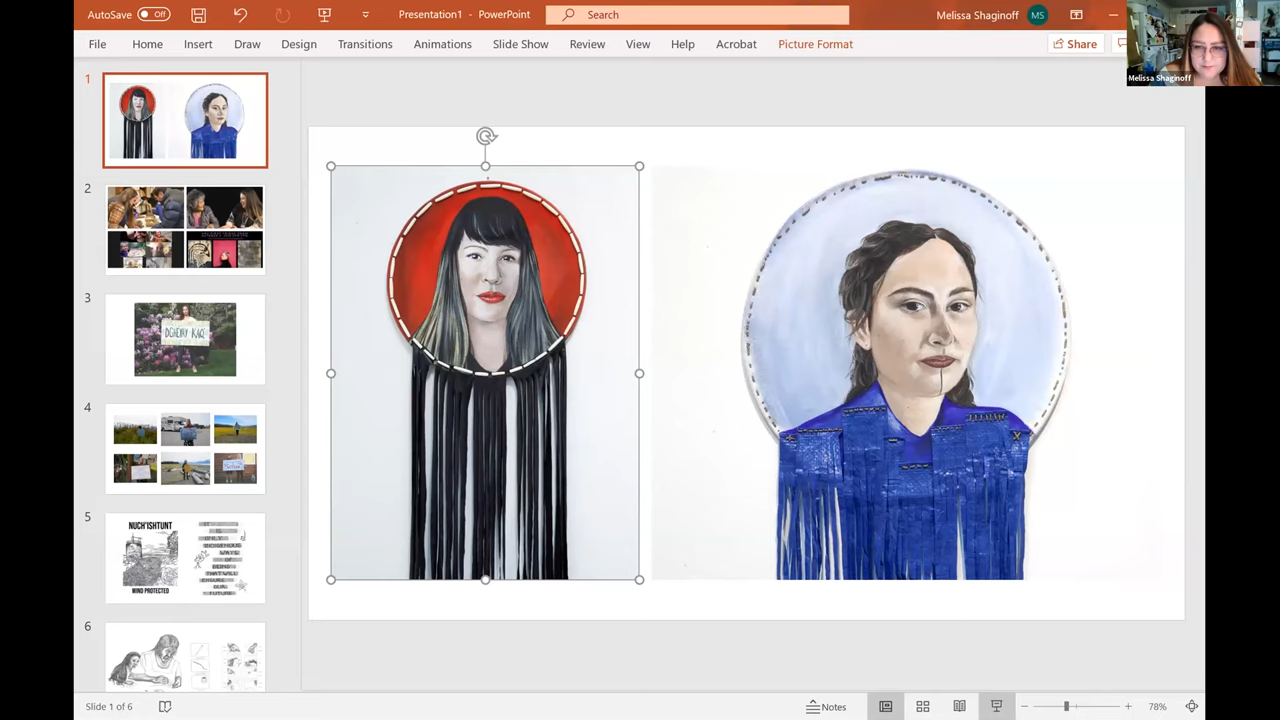 AutoSave Off
Presentation1 - PowerPoint
Search
Melissa Shaginoff MS
File Home Insert Draw Design Transitions Animations Slide Show Review View Help Acrobat Picture Format
Share
Melissa Shaginoff
1
2
3
DGHEAY KAQ'
4
5
NUCH'ISHTUNT
WIND PROTECTED
6
Slide 1 of 6
Notes
78%